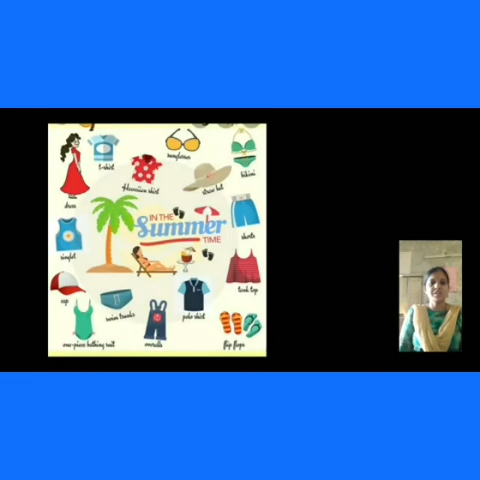 sunglasses
t-shirt
Hawaiian shirt
bikini
straw hat
dress
IN THE
Summer
TIME
shorts
singlet
tank top
cap
swim trunks
polo shirt
one-piece bathing suit
overalls
flip flops